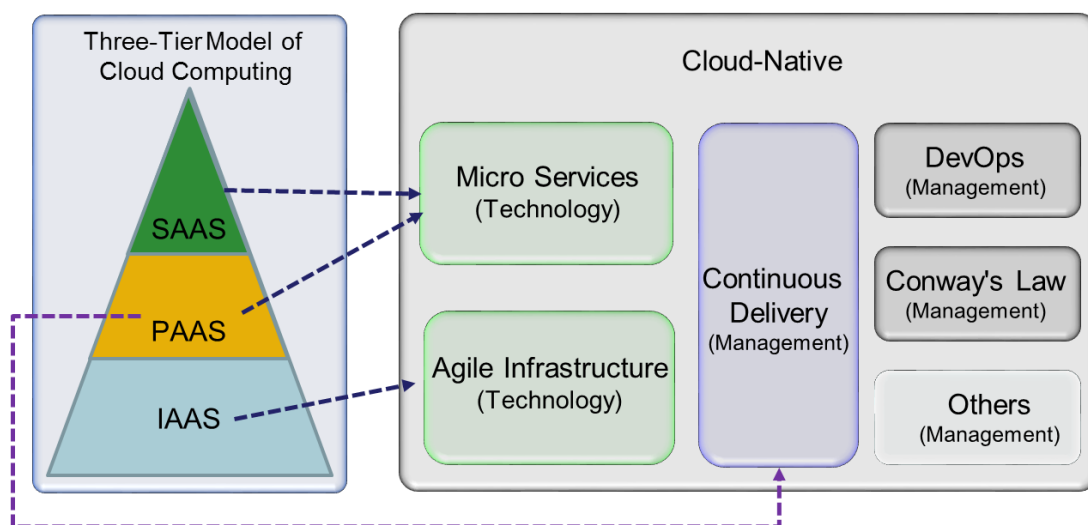 Three-Tier Model of
Cloud Computing
SAAS
PAAS
IAAS
Cloud-Native
Micro Services
(Technology)
Agile Infrastructure
(Technology)
Continuous
Delivery
(Management)
DevOps
(Management)
Conway's Law
(Management)
Others
(Management)